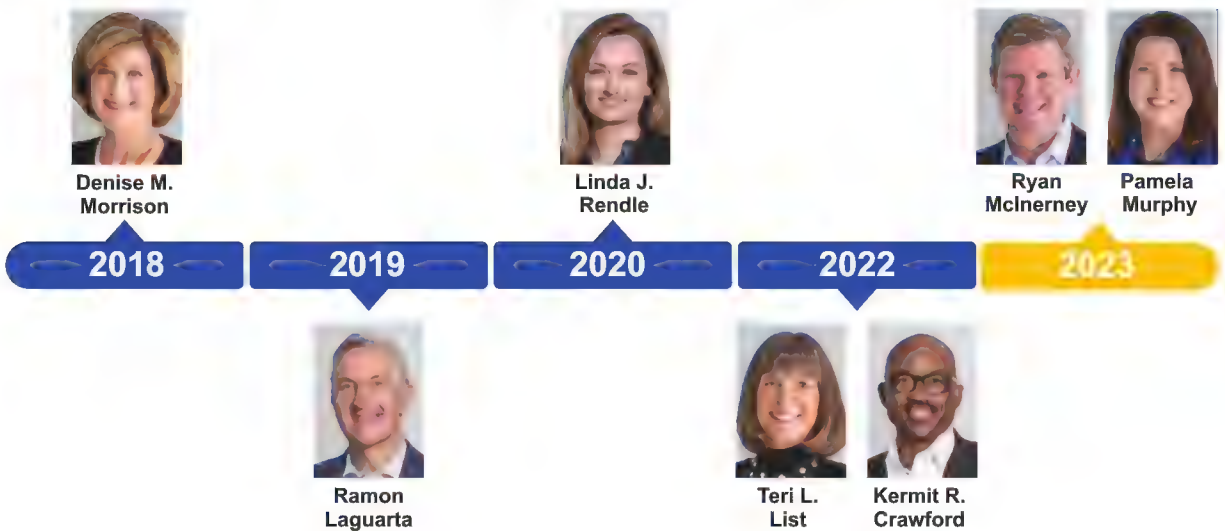 Denise M.
Morrison
Linda J.
Rendle
Ryan
McInerney
Pamela
Murphy
2018
2019
2020
2022
2023
Ramon
Laguarta
Teri L.
List
Kermit R.
Crawford